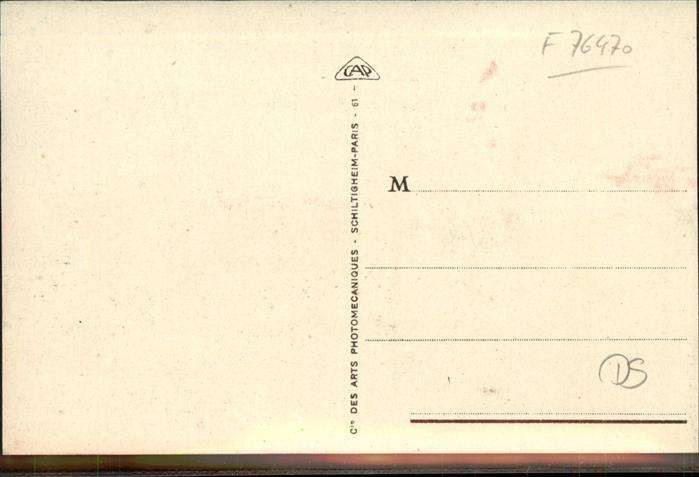 F 76470
CAP
M
Cie DES ARTS PHOTOMECANIQUES - SCHILTIGHEIM-PARIS - 61 -
DS